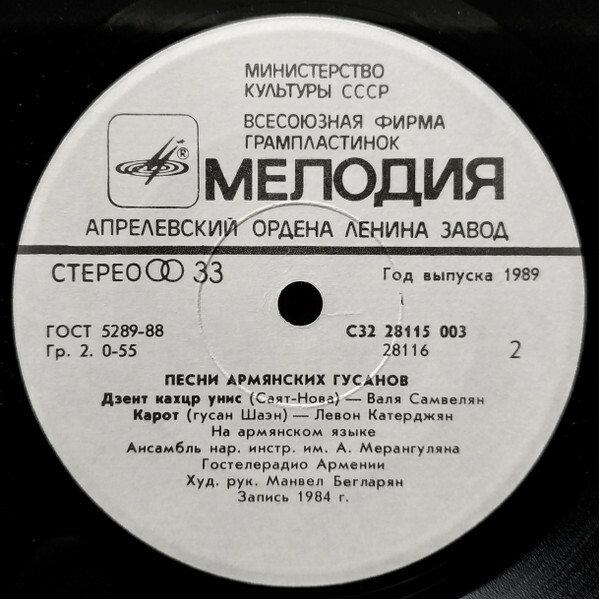 МИНИСТЕРСТВО
КУЛЬТУРЫ СССР
ВСЕСОЮЗНАЯ ФИРМА
ГРАМПЛАСТИНОК
®
МЕЛОДИЯ
АПРЕЛЕВСКИЙ ОРДЕНА ЛЕНИНА ЗАВОД
СТЕРЕО 33
Год выпуска 1989
ГОСТ 5289-88
Гр. 2. 0-55
С32 28115 003
28116
2
ПЕСНИ АРМЯНСКИХ ГУСАНОВ
Дзент кахцр унис (Саят-Нова) — Валя Самвелян
Карот (гусан Шаэн) — Левон Катерджян
На армянском языке
Ансамбль нар. инстр. им. А. Мерангуляна
Гостелерадио Армении
Худ. рук. Манвел Бегларян
Запись 1984 г.